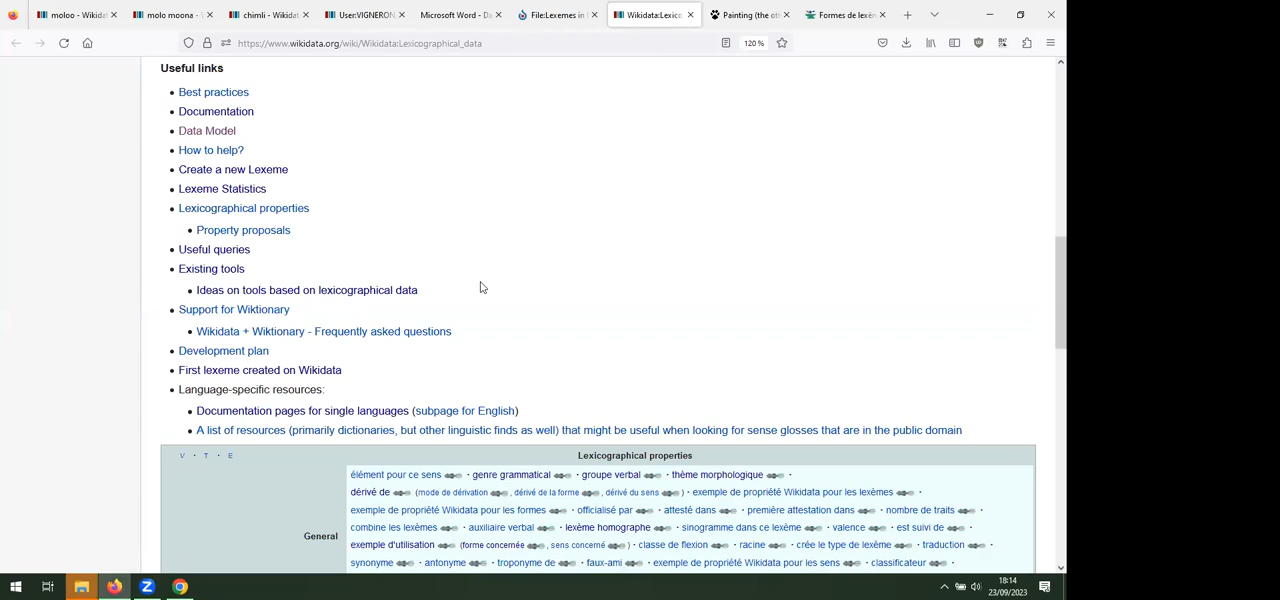 moloo - Wikidat
molo moona - W
chimli - Wikidat
User:VIGNERON
Microsoft Word - Da
File:Lexemes in
Wikidata:Lexico
Painting (the ot
Formes de lexèr
https://www.wikidata.org/wiki/Wikidata:Lexicographical_data
120 %
Useful links
Best practices
Documentation
Data Model
How to help?
Create a new Lexeme
Lexeme Statistics
Lexicographical properties
Property proposals
Useful queries
Existing tools
Ideas on tools based on lexicographical data
Support for Wiktionary
Wikidata + Wiktionary - Frequently asked questions
Development plan
First lexeme created on Wikidata
Language-specific resources:
Documentation pages for single languages (subpage for English)
A list of resources (primarily dictionaries, but other linguistic finds as well) that might be useful when looking for sense glosses that are in the public domain
V · T · E Lexicographical properties
élément pour ce sens · genre grammatical · groupe verbal · thème morphologique ·
dérivé de (mode de dérivation , dérivé de la forme , dérivé du sens ) · exemple de propriété Wikidata pour les lexèmes ·
exemple de propriété Wikidata pour les formes · officialisé par · attesté dans · première attestation dans · nombre de traits ·
combine les lexèmes · auxiliaire verbal · lexème homographe · sinogramme dans ce lexème · valence · est suivi de ·
General
exemple d'utilisation (forme concernée , sens concerné ) · classe de flexion · racine · crée le type de lexème · traduction ·
synonyme · antonyme · troponyme de · faux-ami · exemple de propriété Wikidata pour les sens · classificateur ·
18:14
23/09/2023